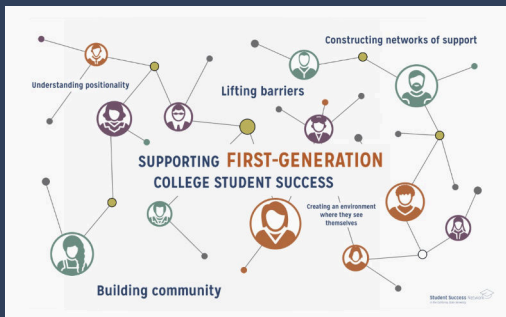 Constructing networks of support
Understanding positionality
Lifting barriers
SUPPORTING FIRST-GENERATION
COLLEGE STUDENT SUCCESS
Creating an environment
where they see
themselves
Building community
Student Success Network